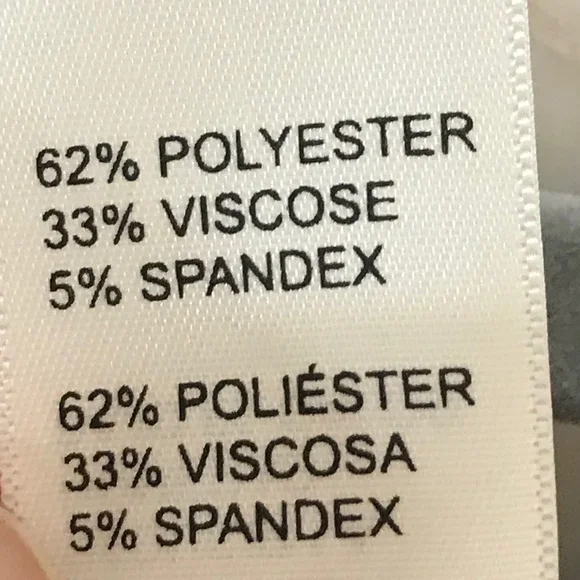 62% POLYESTER
33% VISCOSE
5% SPANDEX
62% POLIÉSTER
33% VISCOSA
5% SPANDEX